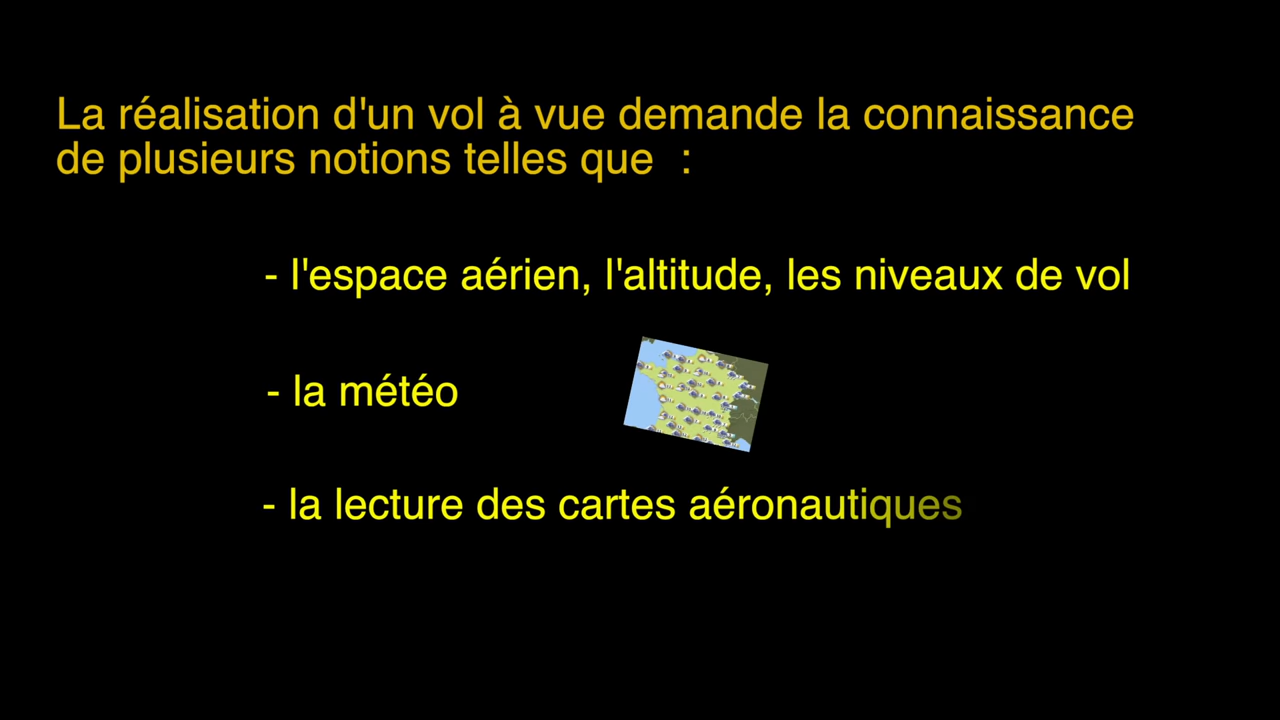 La réalisation d'un vol à vue demande la connaissance
de plusieurs notions telles que  :
- l'espace aérien, l'altitude, les niveaux de vol
- la météo
- la lecture des cartes aéronautiques